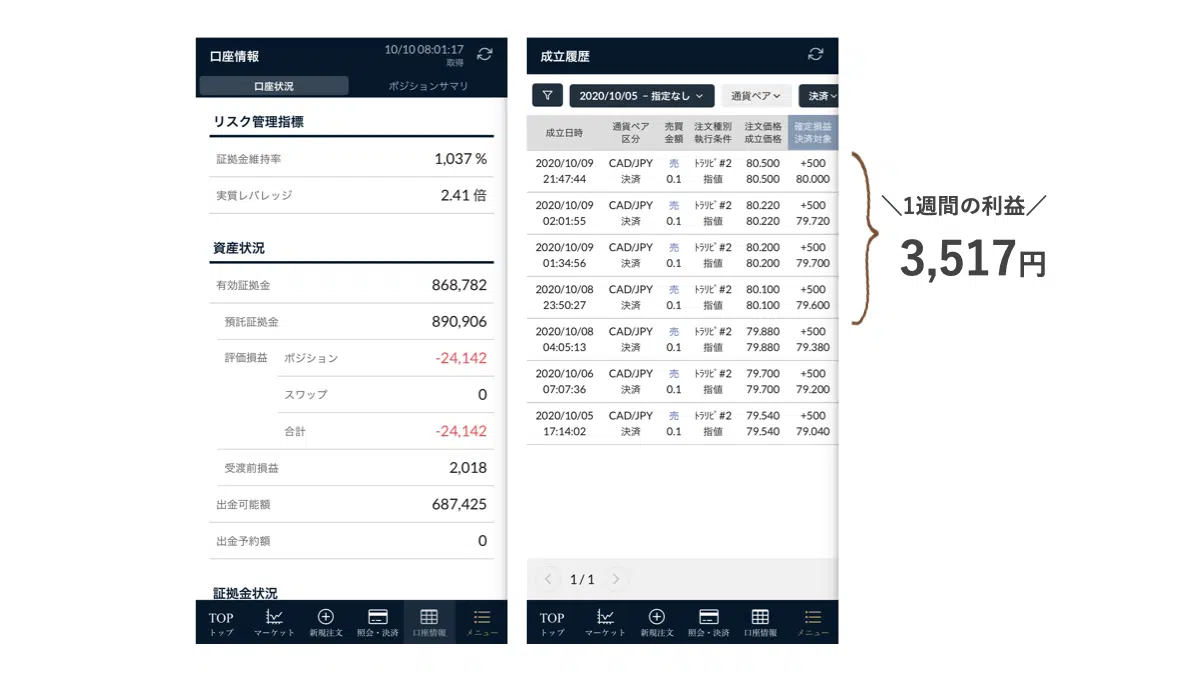 口座情報
10/10 08:01:17
取得
口座状況 ポジションサマリ
リスク管理指標
証拠金維持率 1,037 %
実質レバレッジ 2.41 倍
資産状況
有効証拠金 868,782
預託証拠金 890,906
評価損益 ポジション -24,142
スワップ 0
合計 -24,142
受渡前損益 2,018
出金可能額 687,425
出金予約額 0
証拠金状況
TOP
トップ マーケット 新規注文 照会・決済 口座情報 メニュー
成立履歴
2020/10/05 − 指定なし 通貨ペア 決済
成立日時 通貨ペア 売買 注文種別 注文価格 確定損益
区分 金額 執行条件 成立価格 決済対象
2020/10/09 CAD/JPY 売 ﾄﾗﾘﾋﾟ#2 80.500 +500
21:47:44 決済 0.1 指値 80.500 80.000
2020/10/09 CAD/JPY 売 ﾄﾗﾘﾋﾟ#2 80.220 +500
02:01:55 決済 0.1 指値 80.220 79.720
2020/10/09 CAD/JPY 売 ﾄﾗﾘﾋﾟ#2 80.200 +500
01:34:56 決済 0.1 指値 80.200 79.700
2020/10/08 CAD/JPY 売 ﾄﾗﾘﾋﾟ#2 80.100 +500
23:50:27 決済 0.1 指値 80.100 79.600
2020/10/08 CAD/JPY 売 ﾄﾗﾘﾋﾟ#2 79.880 +500
04:05:13 決済 0.1 指値 79.880 79.380
2020/10/06 CAD/JPY 売 ﾄﾗﾘﾋﾟ#2 79.700 +500
07:07:36 決済 0.1 指値 79.700 79.200
2020/10/05 CAD/JPY 売 ﾄﾗﾘﾋﾟ#2 79.540 +500
17:14:02 決済 0.1 指値 79.540 79.040
1 / 1
TOP
トップ マーケット 新規注文 照会・決済 口座情報 メニュー
＼1週間の利益／
3,517円